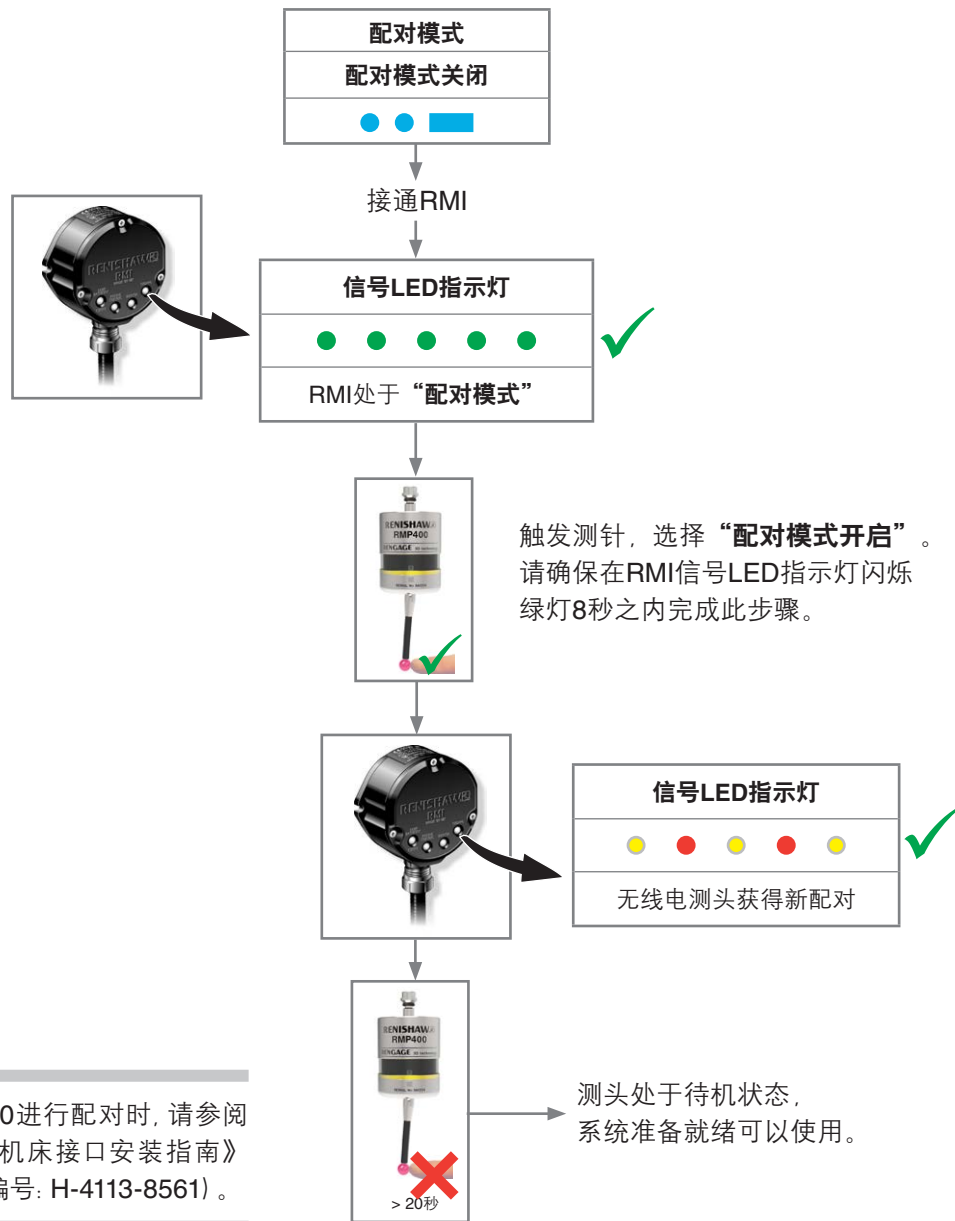 配对模式
配对模式关闭
接通RMI
RENISHAW
RMI
信号LED指示灯
RMI处于“配对模式”
RENISHAW
RMP400
RENGAGE
触发测针，选择“配对模式开启”。
请确保在RMI信号LED指示灯闪烁
绿灯8秒之内完成此步骤。
RENISHAW
RMI
信号LED指示灯
无线电测头获得新配对
RENISHAW
RMP400
RENGAGE
> 20秒
测头处于待机状态，
系统准备就绪可以使用。
0进行配对时, 请参阅
机床接口安装指南》
编号: H-4113-8561）。